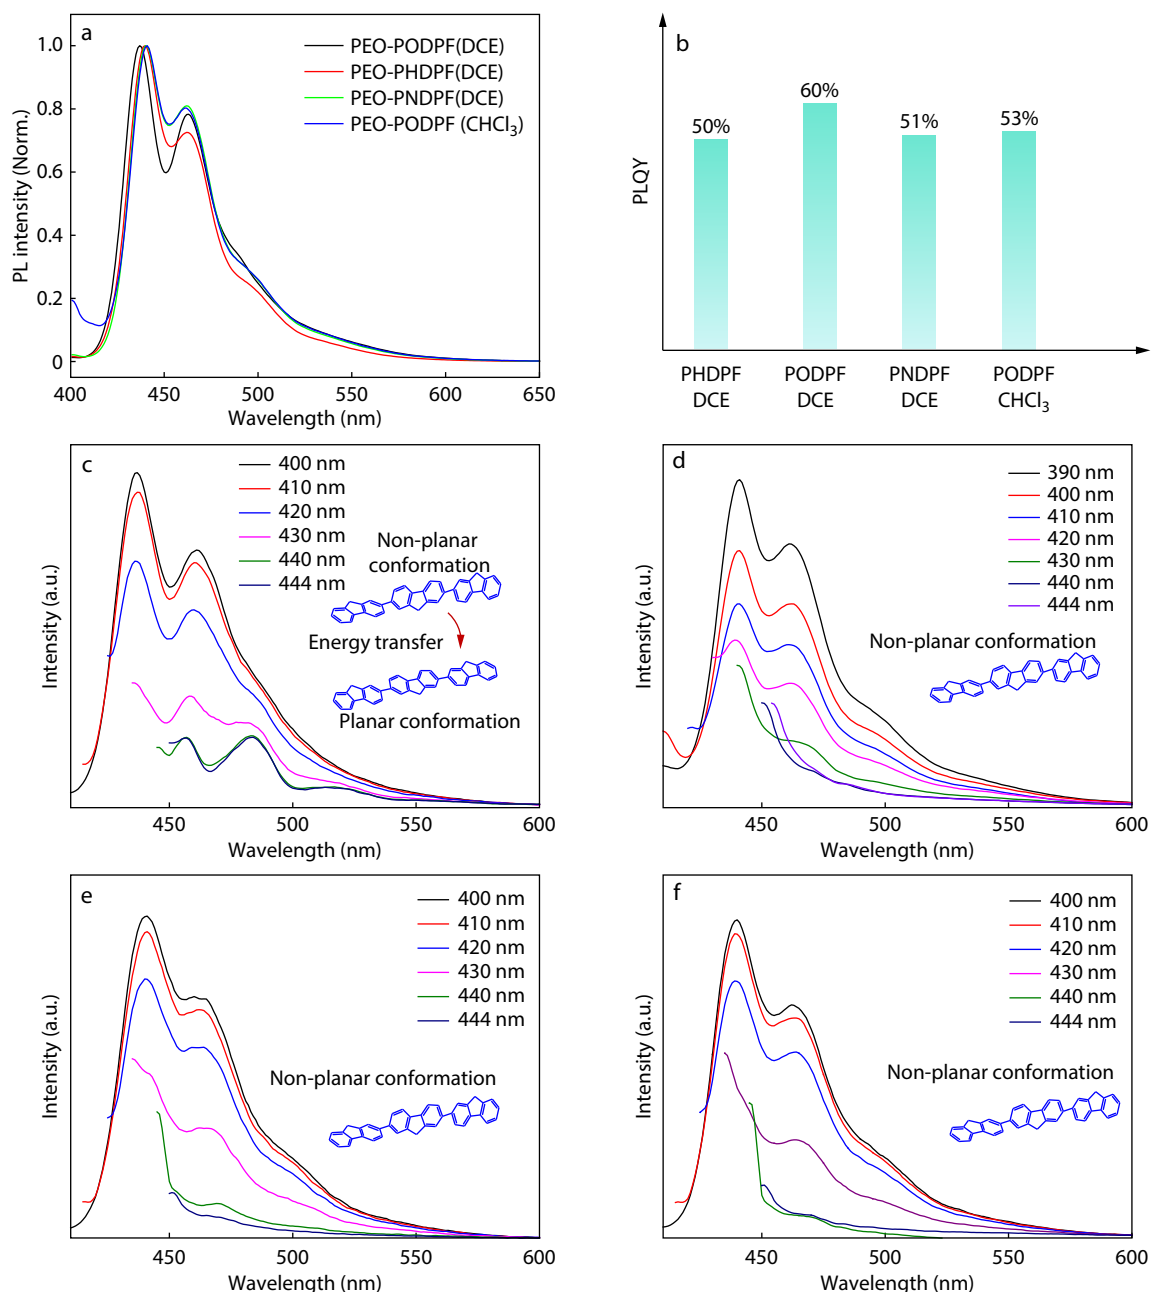 a
PEO-PODPF(DCE)
PEO-PHDPF(DCE)
PEO-PNDPF(DCE)
PEO-PODPF (CHCl₃)
PL intensity (Norm.)
1.0
0.8
0.6
0.4
0.2
0
400 450 500 550 600 650
Wavelength (nm)
b
PLQY
50%
60%
51%
53%
PHDPF PODPF PNDPF PODPF
DCE DCE DCE CHCl₃
c
400 nm
410 nm
420 nm
430 nm
440 nm
444 nm
Non-planar
conformation
Energy transfer
Planar conformation
Intensity (a.u.)
450 500 550 600
Wavelength (nm)
d
390 nm
400 nm
410 nm
420 nm
430 nm
440 nm
444 nm
Non-planar conformation
Intensity (a.u.)
450 500 550 600
Wavelength (nm)
e
400 nm
410 nm
420 nm
430 nm
440 nm
444 nm
Non-planar conformation
Intensity (a.u.)
450 500 550 600
Wavelength (nm)
f
400 nm
410 nm
420 nm
430 nm
440 nm
444 nm
Non-planar conformation
Intensity (a.u.)
450 500 550 600
Wavelength (nm)